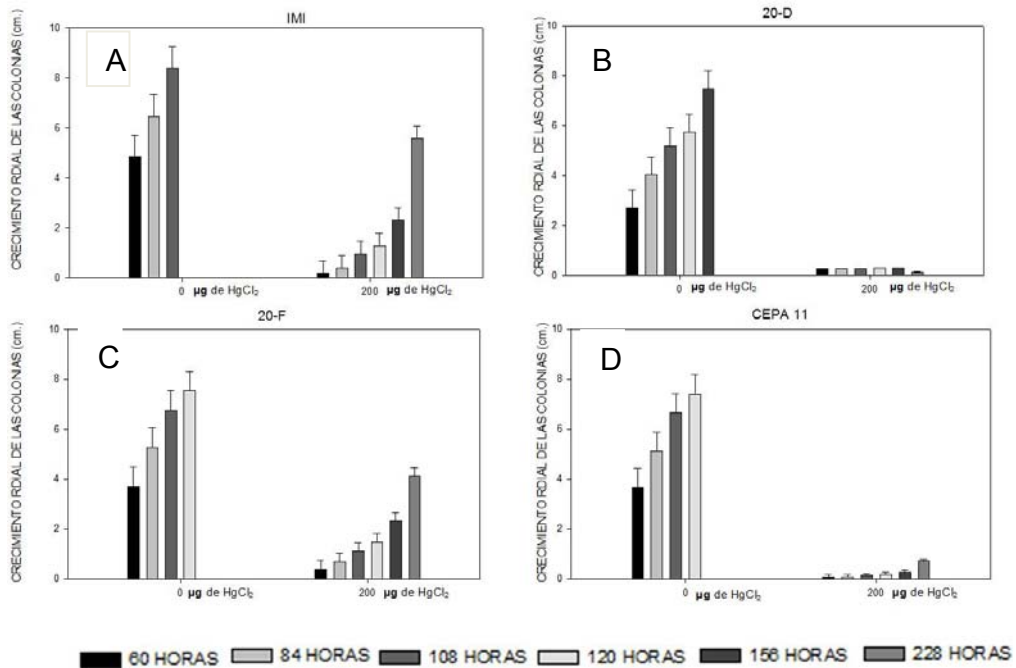 IMI
A
CRECIMIENTO RDIAL DE LAS COLONIAS (cm.)
10
8
6
4
2
0
0 µg de HgCl₂
200 µg de HgCl₂
20-D
B
CRECIMIENTO RDIAL DE LAS COLONIAS (cm.)
10
8
6
4
2
0
0 µg de HgCl₂
200 µg de HgCl₂
20-F
C
CRECIMIENTO RDIAL DE LAS COLONIAS (cm.)
10
8
6
4
2
0
0 µg de HgCl₂
200 µg de HgCl₂
CEPA 11
D
CRECIMIENTO RDIAL DE LAS COLONIAS (cm.)
10
8
6
4
2
0
0 µg de HgCl₂
200 µg de HgCl₂
60 HORAS 84 HORAS 108 HORAS 120 HORAS 156 HORAS 228 HORAS